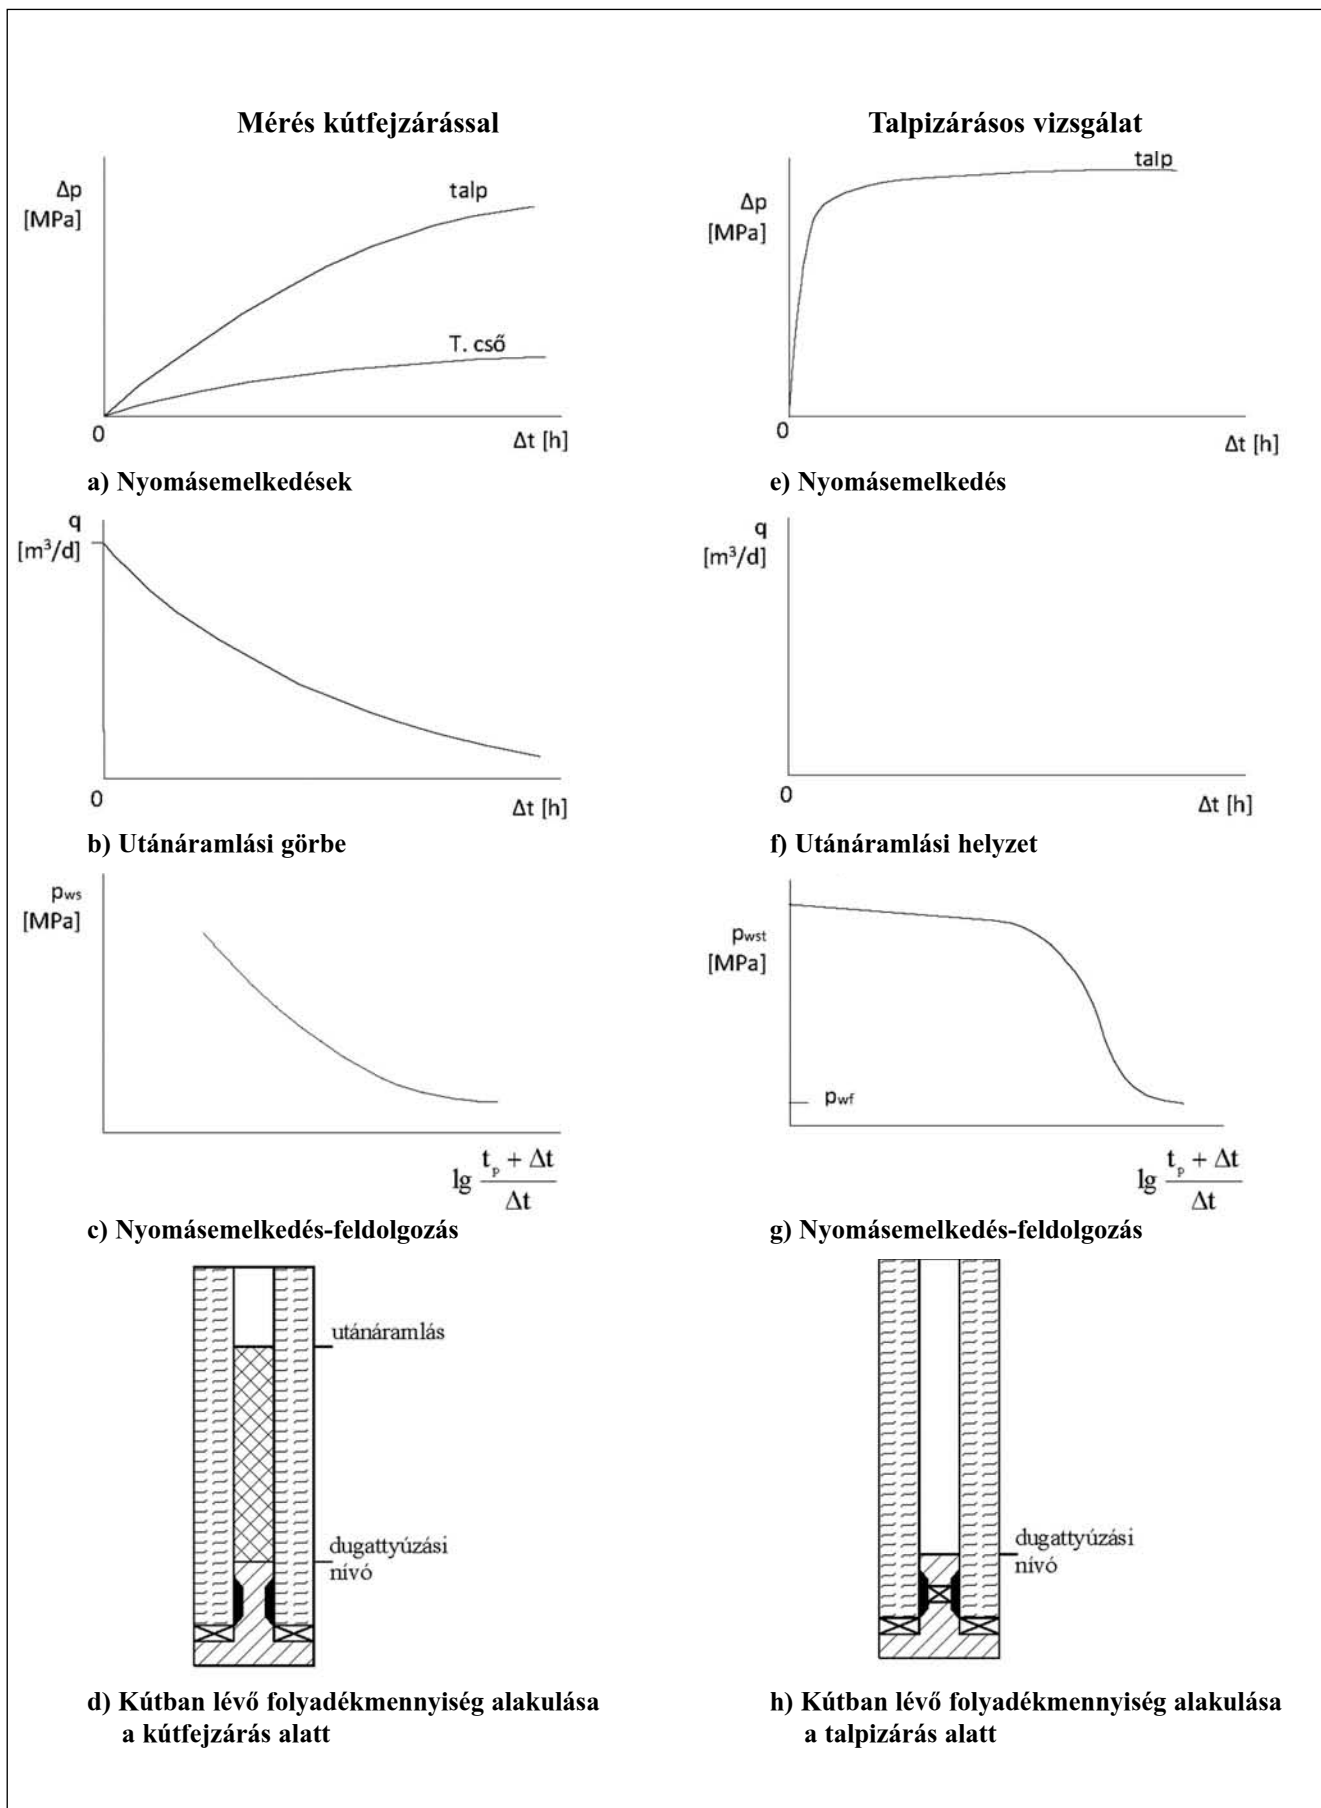 Mérés kútfejzárással
Δp
[MPa]
talp
T. cső
0
Δt [h]
a) Nyomásemelkedések
q
[m³/d]
0
Δt [h]
b) Utánáramlási görbe
pws
[MPa]
lg (tp + Δt)/Δt
c) Nyomásemelkedés-feldolgozás
utánáramlás
dugattyúzási
nívó
d) Kútban lévő folyadékmennyiség alakulása
a kútfejzárás alatt
Talpizárásos vizsgálat
talp
Δp
[MPa]
0
Δt [h]
e) Nyomásemelkedés
q
[m³/d]
0
Δt [h]
f) Utánáramlási helyzet
pwst
[MPa]
pwf
lg (tp + Δt)/Δt
g) Nyomásemelkedés-feldolgozás
dugattyúzási
nívó
h) Kútban lévő folyadékmennyiség alakulása
a talpizárás alatt